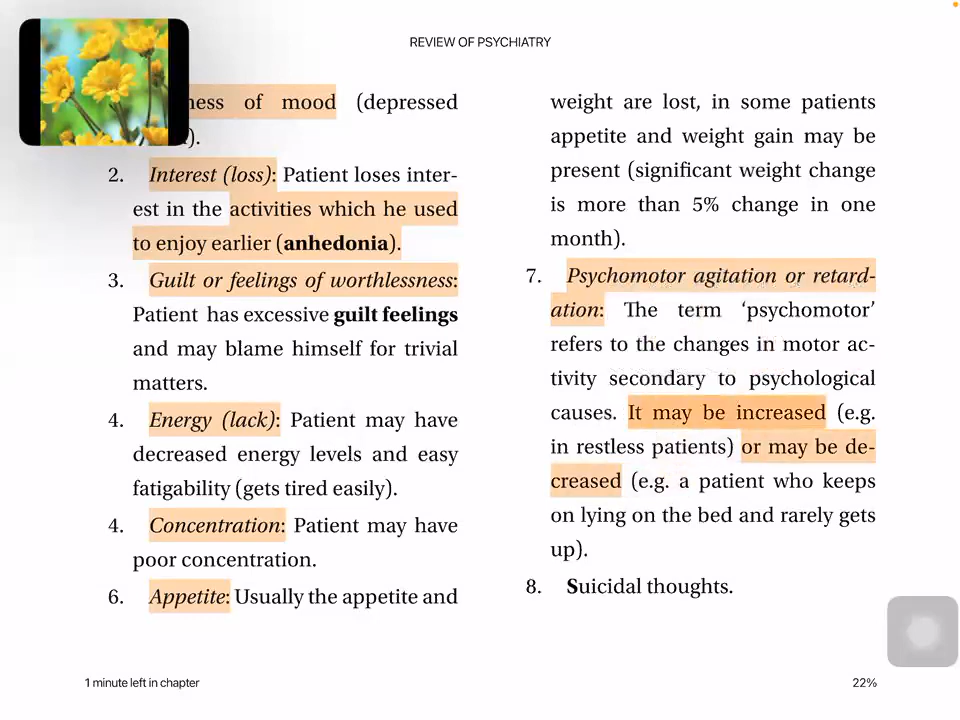 REVIEW OF PSYCHIATRY
of mood (depressed
2. Interest (loss): Patient loses inter-
est in the activities which he used
to enjoy earlier (anhedonia).
3. Guilt or feelings of worthlessness:
Patient has excessive guilt feelings
and may blame himself for trivial
matters.
4. Energy (lack): Patient may have
decreased energy levels and easy
fatigability (gets tired easily).
4. Concentration: Patient may have
poor concentration.
6. Appetite: Usually the appetite and
weight are lost, in some patients
appetite and weight gain may be
present (significant weight change
is more than 5% change in one
month).
7. Psychomotor agitation or retard-
ation: The term ‘psychomotor’
refers to the changes in motor ac-
tivity secondary to psychological
causes. It may be increased (e.g.
in restless patients) or may be de-
creased (e.g. a patient who keeps
on lying on the bed and rarely gets
up).
8. Suicidal thoughts.
1 minute left in chapter
22%